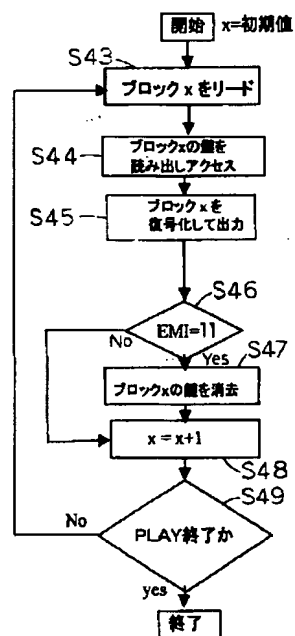 開始 x=初期値
S43
ブロックxをリード
S44
ブロックxの鍵を
読み出しアクセス
S45
ブロックxを
復号化して出力
S46
EMI=11
No
Yes
S47
ブロックxの鍵を消去
x = x+1
S48
S49
No
PLAY終了か
yes
終了